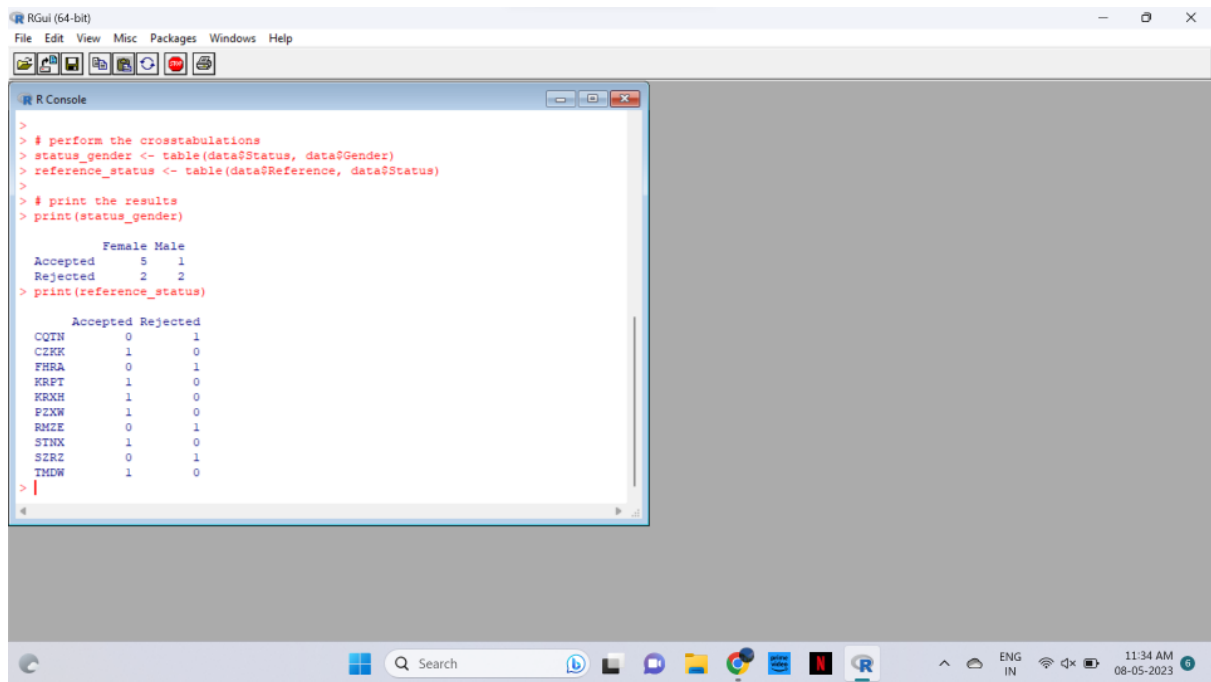 RGui (64-bit)
File Edit View Misc Packages Windows Help
STOP
R Console
>
> # perform the crosstabulations
> status_gender <- table(data$Status, data$Gender)
> reference_status <- table(data$Reference, data$Status)
>
> # print the results
> print(status_gender)
Female Male
Accepted 5 1
Rejected 2 2
> print(reference_status)
Accepted Rejected
CQTN 0 1
CZKK 1 0
FHRA 0 1
KRPT 1 0
KRXH 1 0
PZXW 1 0
RMZE 0 1
STNX 1 0
SZRZ 0 1
TMDW 1 0
>
Search
prime video
N
R
ENG
IN
11:34 AM
08-05-2023
6